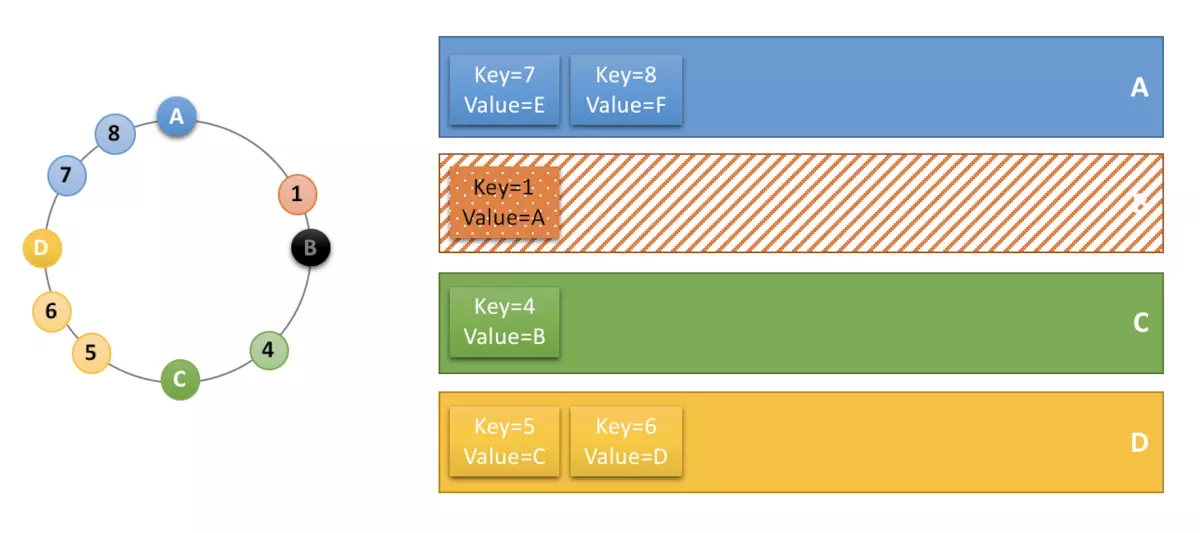 A
8
1
7
D
B
6
5
4
C
Key=7
Value=E
Key=8
Value=F
A
Key=1
Value=A
B
Key=4
Value=B
C
Key=5
Value=C
Key=6
Value=D
D